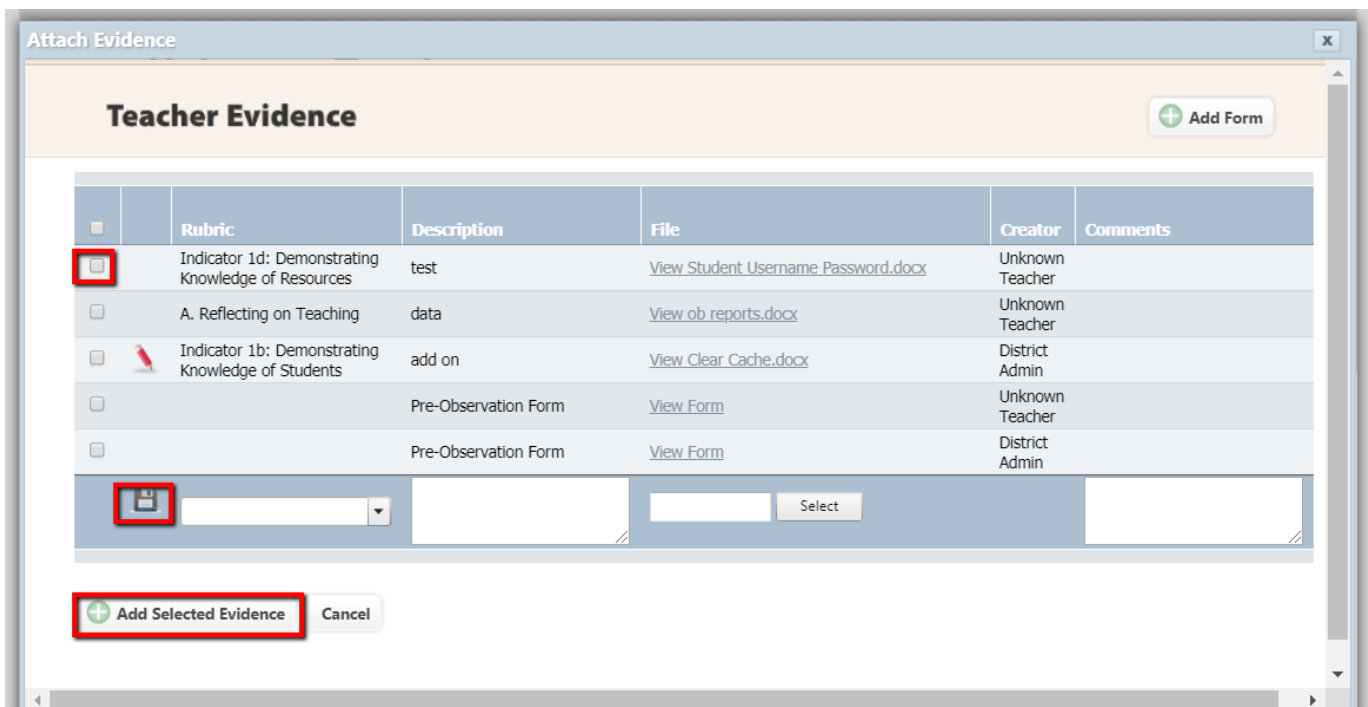 Attach Evidence
x
Teacher Evidence
Add Form
Rubric Description File Creator Comments
Indicator 1d: Demonstrating Knowledge of Resources test View Student Username Password.docx Unknown Teacher
A. Reflecting on Teaching data View ob reports.docx Unknown Teacher
Indicator 1b: Demonstrating Knowledge of Students add on View Clear Cache.docx District Admin
Pre-Observation Form View Form Unknown Teacher
Pre-Observation Form View Form District Admin
Select
Add Selected Evidence Cancel